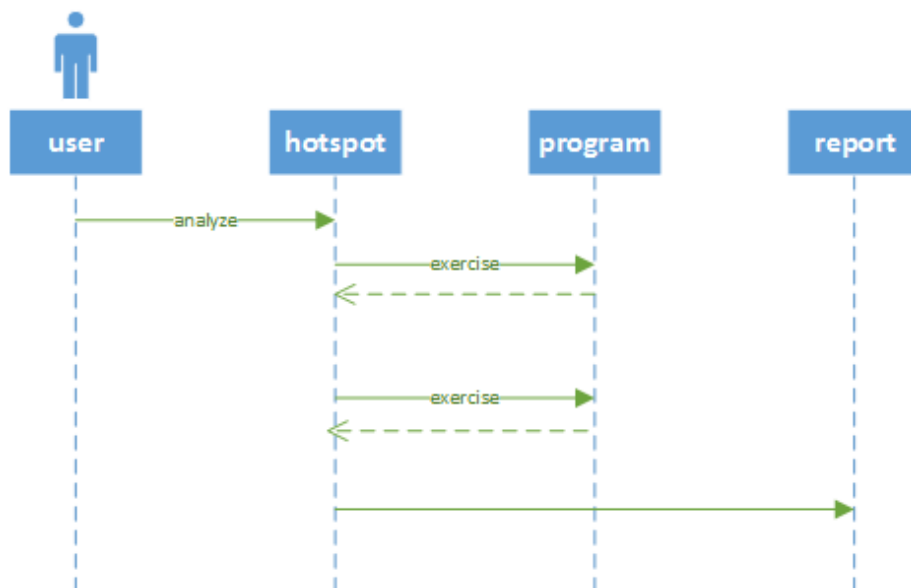 user
hotspot
program
report
analyze
exercise
exercise